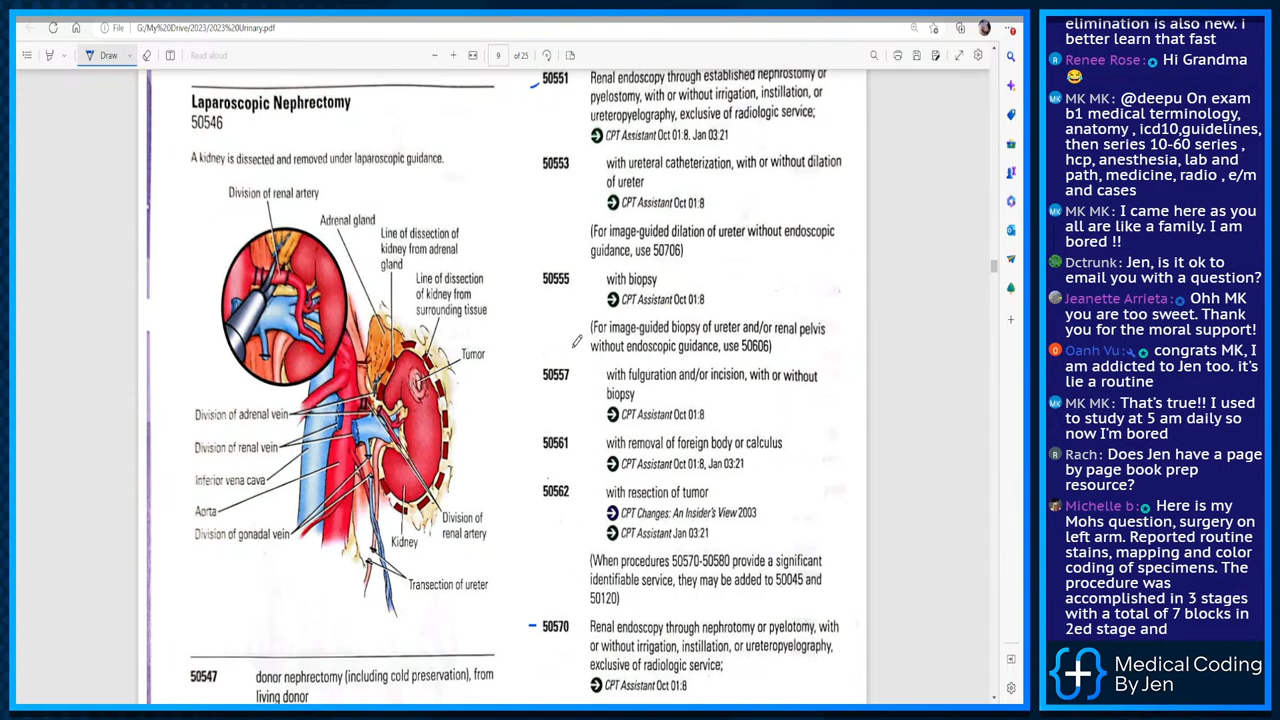 File
G:/My%20Drive/2023/2023%20Urinary.pdf
Draw
Read aloud
9
of 25
Laparoscopic Nephrectomy
50546
A kidney is dissected and removed under laparoscopic guidance.
Division of renal artery
Adrenal gland
Line of dissection
of kidney from adrenal
gland
Line of dissection
of kidney from
surrounding tissue
Tumor
Division of adrenal vein
Division of renal vein
Inferior vena cava
Aorta
Division of gonadal vein
Division of
renal artery
Kidney
Transection of ureter
50547 donor nephrectomy (including cold preservation), from
living donor
50551 Renal endoscopy through established nephrostomy or
pyelostomy, with or without irrigation, instillation, or
ureteropyelography, exclusive of radiologic service;
CPT Assistant Oct 01:8, Jan 03:21
50553 with ureteral catheterization, with or without dilation
of ureter
CPT Assistant Oct 01:8
(For image-guided dilation of ureter without endoscopic
guidance, use 50706)
50555 with biopsy
CPT Assistant Oct 01:8
(For image-guided biopsy of ureter and/or renal pelvis
without endoscopic guidance, use 50606)
50557 with fulguration and/or incision, with or without
biopsy
CPT Assistant Oct 01:8
50561 with removal of foreign body or calculus
CPT Assistant Oct 01:8, Jan 03:21
50562 with resection of tumor
CPT Changes: An Insider's View 2003
CPT Assistant Jan 03:21
(When procedures 50570-50580 provide a significant
identifiable service, they may be added to 50045 and
50120)
50570 Renal endoscopy through nephrotomy or pyelotomy, with
or without irrigation, instillation, or ureteropyelography,
exclusive of radiologic service;
CPT Assistant Oct 01:8
elimination is also new. i
better learn that fast
Renee Rose: Hi Grandma
😂
MK MK: @deepu On exam
b1 medical terminology,
anatomy , icd10,guidelines,
then series 10-60 series ,
hcp, anesthesia, lab and
path, medicine, radio , e/m
and cases
MK MK: I came here as you
all are like a family. I am
bored !!
Dctrunk: Jen, is it ok to
email you with a question?
Jeanette Arrieta: Ohh MK
you are too sweet. Thank
you for the moral support!
Oanh Vu: congrats MK, I
am addicted to Jen too. it's
lie a routine
MK MK: That's true!! I used
to study at 5 am daily so
now I'm bored
Rach: Does Jen have a page
by page book prep
resource?
Michelle b: Here is my
Mohs question, surgery on
left arm. Reported routine
stains, mapping and color
coding of specimens. The
procedure was
accomplished in 3 stages
with a total of 7 blocks in
2ed stage and
Medical Coding
By Jen